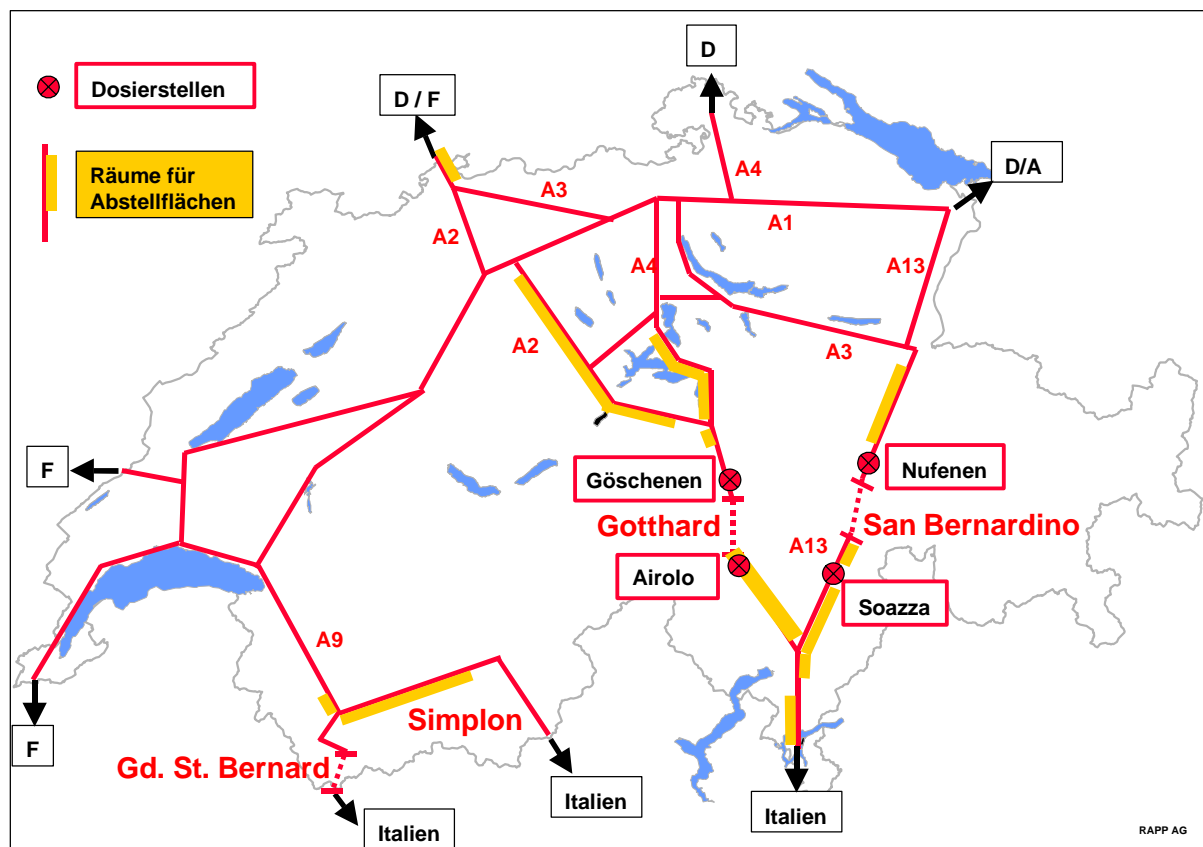 D
Dosierstellen
D / F
Räume für
Abstellflächen
D/A
A4
A3
A1
A2
A4
A13
A2
A3
F
Göschenen
Nufenen
Gotthard
San Bernardino
A13
Airolo
Soazza
A9
Simplon
F
Gd. St. Bernard
Italien
Italien
Italien
RAPP AG